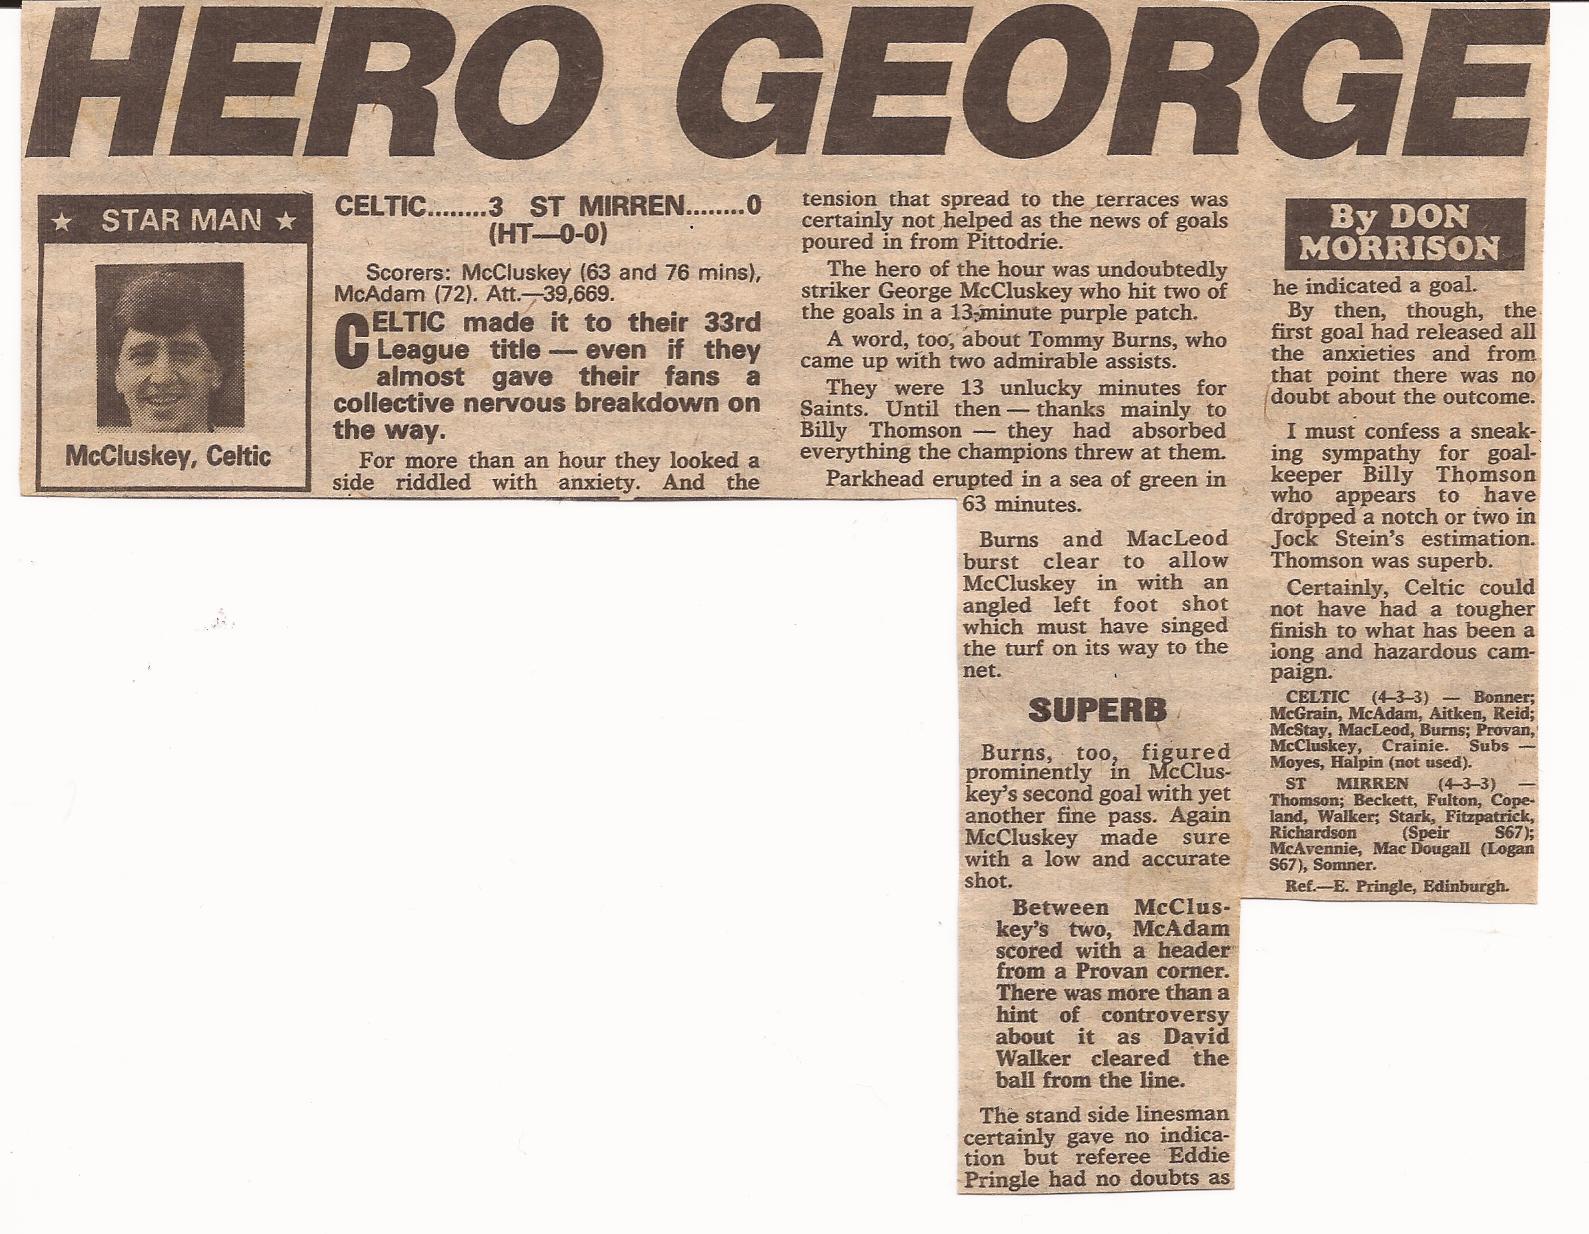 HERO GEORGE
★ STAR MAN ★
McCluskey, Celtic
CELTIC........3 ST MIRREN........0
(HT—0-0)
Scorers: McCluskey (63 and 76 mins),
McAdam (72). Att.—39,669.
CELTIC made it to their 33rd
League title — even if they
almost gave their fans a
collective nervous breakdown on
the way.
For more than an hour they looked a
side riddled with anxiety. And the
tension that spread to the terraces was
certainly not helped as the news of goals
poured in from Pittodrie.
The hero of the hour was undoubtedly
striker George McCluskey who hit two of
the goals in a 13-minute purple patch.
A word, too, about Tommy Burns, who
came up with two admirable assists.
They were 13 unlucky minutes for
Saints. Until then — thanks mainly to
Billy Thomson — they had absorbed
everything the champions threw at them.
Parkhead erupted in a sea of green in
63 minutes.
Burns and MacLeod
burst clear to allow
McCluskey in with an
angled left foot shot
which must have singed
the turf on its way to the
net.
SUPERB
Burns, too, figured
prominently in McClus-
key's second goal with yet
another fine pass. Again
McCluskey made sure
with a low and accurate
shot.
Between McClus-
key's two, McAdam
scored with a header
from a Provan corner.
There was more than a
hint of controversy
about it as David
Walker cleared the
ball from the line.
The stand side linesman
certainly gave no indica-
tion but referee Eddie
Pringle had no doubts as
By DON
MORRISON
he indicated a goal.
By then, though, the
first goal had released all
the anxieties and from
that point there was no
doubt about the outcome.
I must confess a sneak-
ing sympathy for goal-
keeper Billy Thomson
who appears to have
dropped a notch or two in
Jock Stein's estimation.
Thomson was superb.
Certainly, Celtic could
not have had a tougher
finish to what has been a
long and hazardous cam-
paign.
CELTIC (4-3-3) — Bonner;
McGrain, McAdam, Aitken, Reid;
McStay, MacLeod, Burns; Provan,
McCluskey, Crainie. Subs —
Moyes, Halpin (not used).
ST MIRREN (4-3-3) —
Thomson; Beckett, Fulton, Cope-
land, Walker; Stark, Fitzpatrick,
Richardson (Speir S67);
McAvennie, Mac Dougall (Logan
S67), Somner.
Ref.—E. Pringle, Edinburgh.